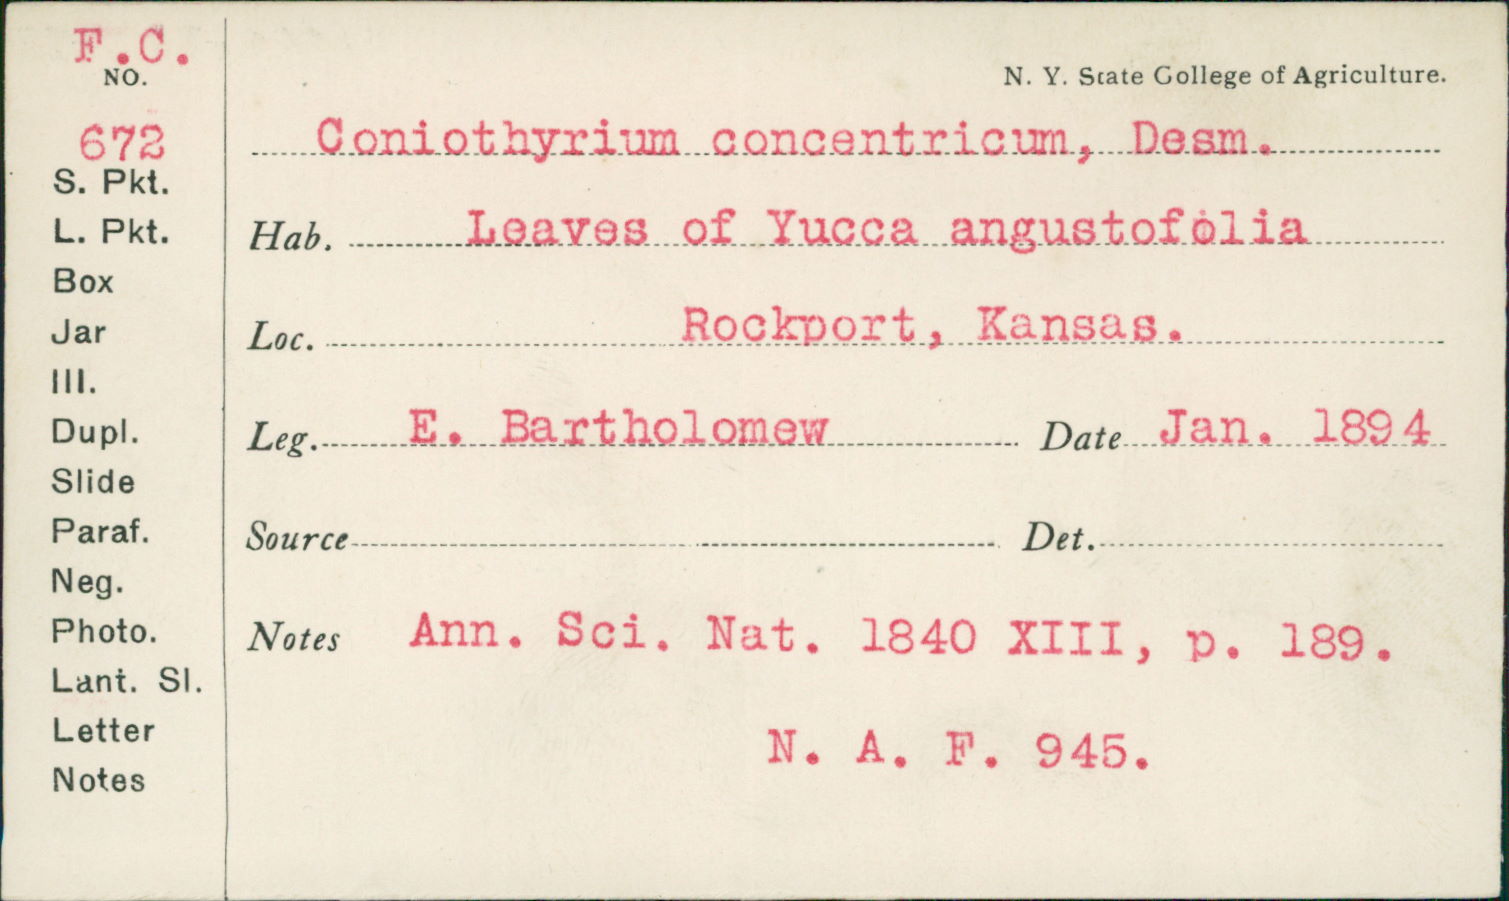 F.C.
NO.
672
S. Pkt.
L. Pkt.
Box
Jar
Ill.
Dupl.
Slide
Paraf.
Neg.
Photo.
Lant. Sl.
Letter
Notes
N. Y. State College of Agriculture.
Coniothyrium concentricum, Desm.
Hab. Leaves of Yucca angustofolia
Loc. Rockport, Kansas.
Leg. E. Bartholomew Date Jan. 1894
Source Det.
Notes Ann. Sci. Nat. 1840 XIII, p. 189.
N. A. F. 945.